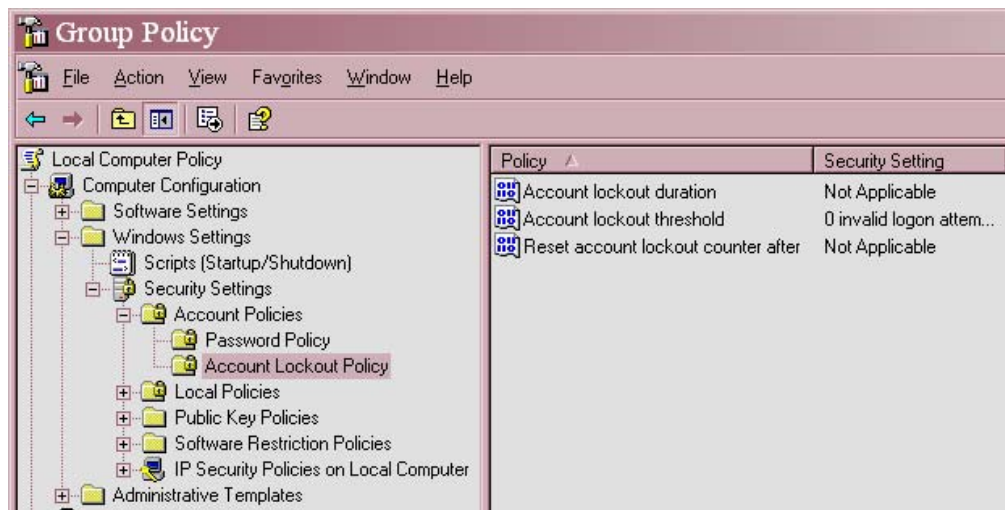 Group Policy
File Action View Favorites Window Help
Local Computer Policy
Computer Configuration
Software Settings
Windows Settings
Scripts (Startup/Shutdown)
Security Settings
Account Policies
Password Policy
Account Lockout Policy
Local Policies
Public Key Policies
Software Restriction Policies
IP Security Policies on Local Computer
Administrative Templates
Policy Security Setting
Account lockout duration Not Applicable
Account lockout threshold 0 invalid logon attem...
Reset account lockout counter after Not Applicable